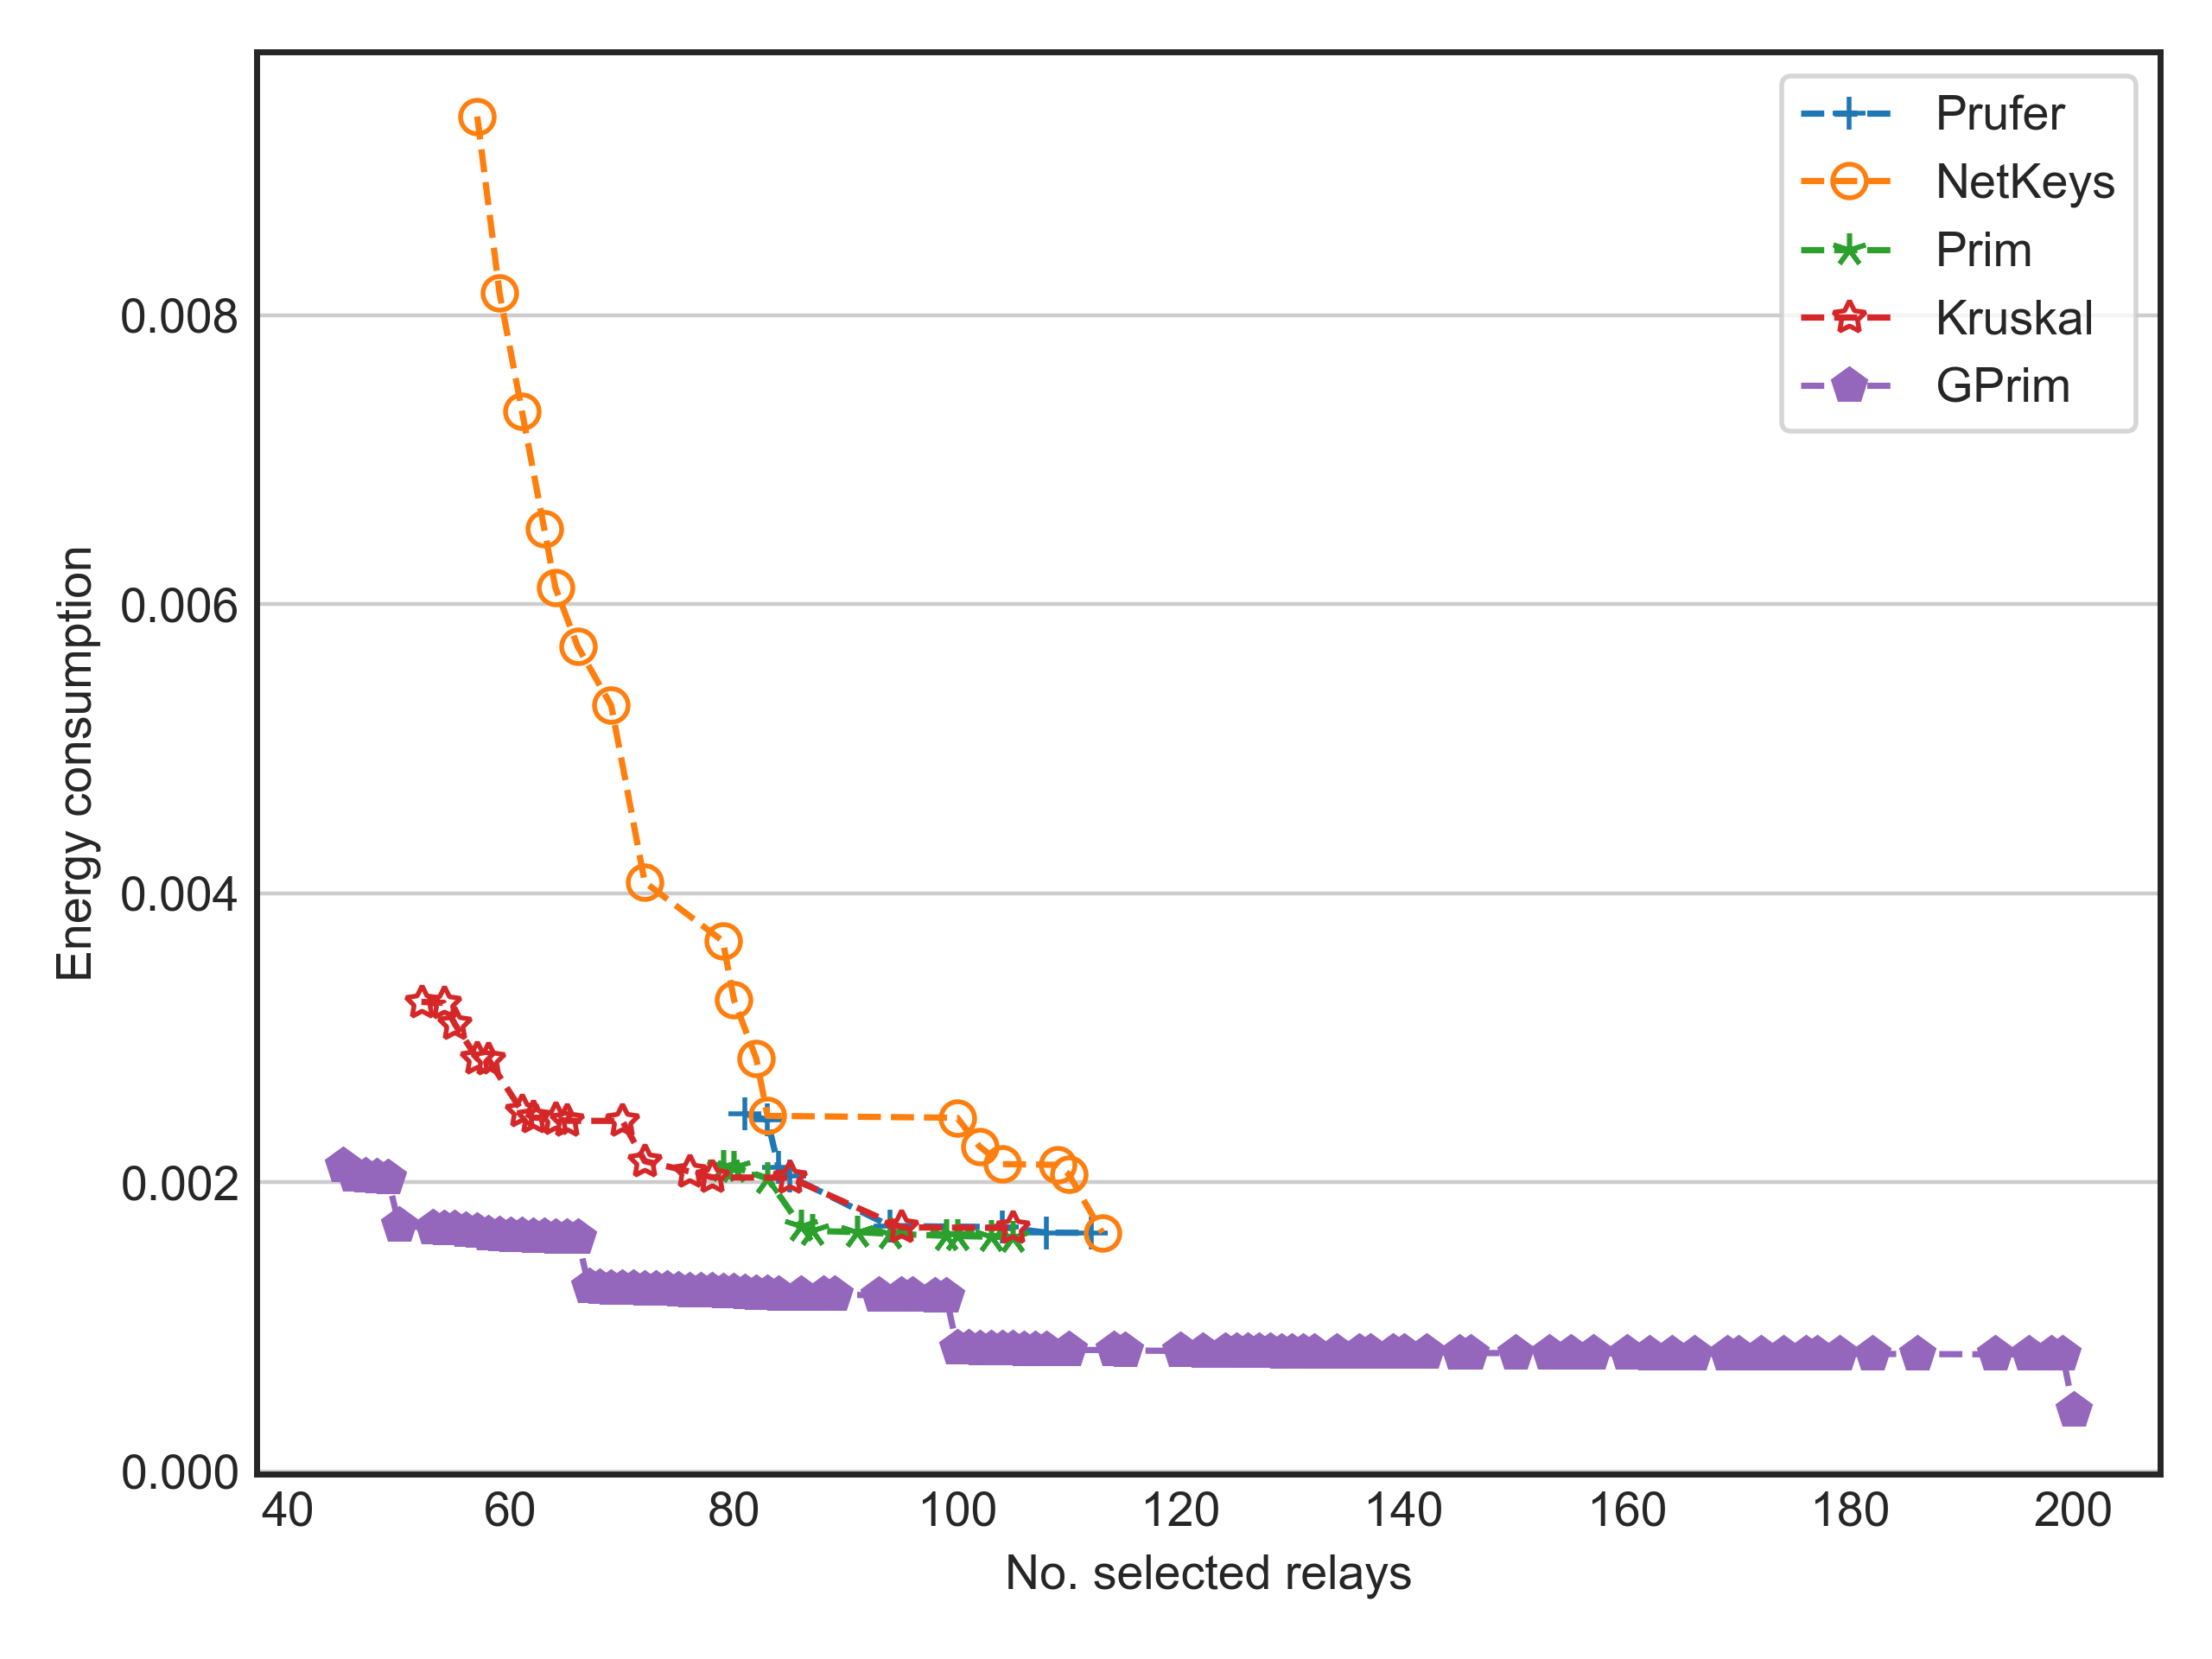 Prufer
NetKeys
Prim
Kruskal
GPrim
Energy consumption
0.008
0.006
0.004
0.002
0.000
40 60 80 100 120 140 160 180 200
No. selected relays